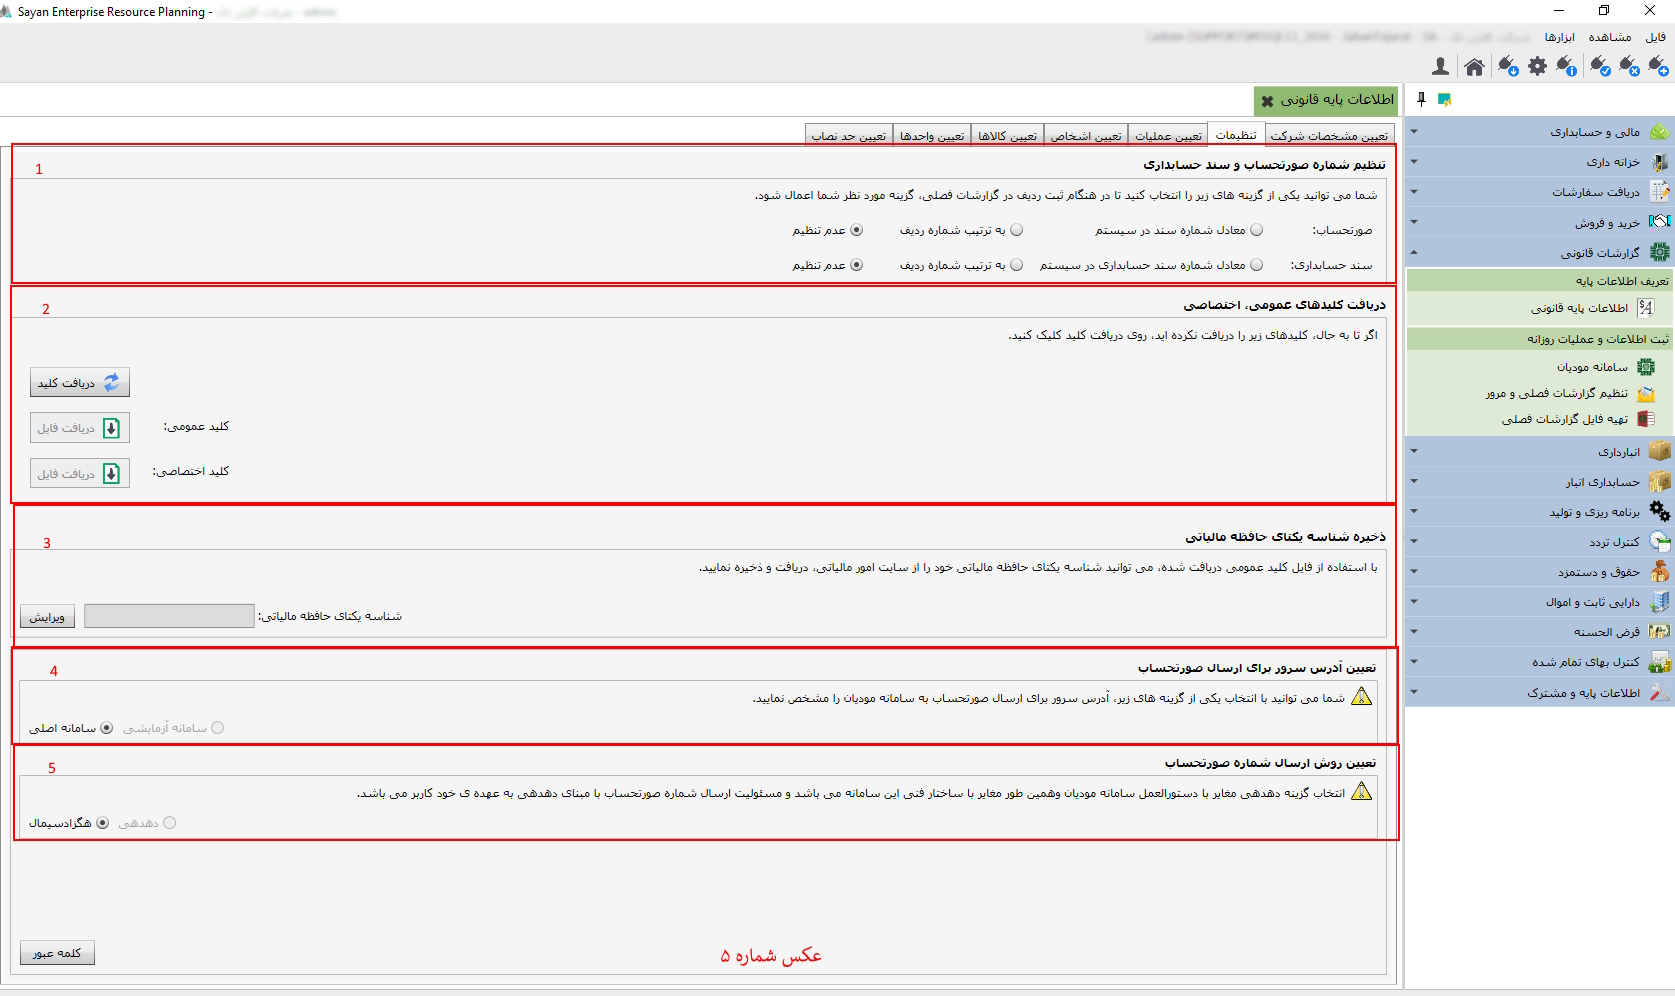 Sayan Enterprise Resource Planning -
فایل مشاهده ابزارها
اطلاعات پایه قانونی
تعیین مشخصات شرکت تنظیمات تعیین عملیات تعیین اشخاص تعیین کالاها تعیین واحدها تعیین حد نصاب
1
تنظیم شماره صورتحساب و سند حسابداری
شما می توانید یکی از گزینه های زیر را انتخاب کنید تا در هنگام ثبت ردیف در گزارشات فصلی، گزینه مورد نظر شما اعمال شود.
صورتحساب: معادل شماره سند در سیستم به ترتیب شماره ردیف عدم تنظیم
سند حسابداری: معادل شماره سند حسابداری در سیستم به ترتیب شماره ردیف عدم تنظیم
2
دریافت کلیدهای عمومی، اختصاصی
اگر تا به حال، کلیدهای زیر را دریافت نکرده اید، روی دریافت کلید کلیک کنید.
دریافت کلید
کلید عمومی: دریافت فایل
کلید اختصاصی: دریافت فایل
3
ذخیره شناسه یکتای حافظه مالیاتی
با استفاده از فایل کلید عمومی دریافت شده، می توانید شناسه یکتای حافظه مالیاتی خود را از سایت امور مالیاتی، دریافت و ذخیره نمایید.
شناسه یکتای حافظه مالیاتی: ویرایش
4
تعیین آدرس سرور برای ارسال صورتحساب
شما می توانید با انتخاب یکی از گزینه های زیر، آدرس سرور برای ارسال صورتحساب به سامانه مودیان را مشخص نمایید.
سامانه آزمایشی سامانه اصلی
5
تعیین روش ارسال شماره صورتحساب
انتخاب گزینه دهدهی مغایر با دستورالعمل سامانه مودیان وهمین طور مغایر با ساختار فنی این سامانه می باشد و مسئولیت ارسال شماره صورتحساب با مبنای دهدهی به عهده ی خود کاربر می باشد.
دهدهی هگزادسیمال
عکس شماره ۵
کلمه عبور
مالی و حسابداری
خزانه داری
دریافت سفارشات
خرید و فروش
گزارشات قانونی
تعریف اطلاعات پایه
اطلاعات پایه قانونی
ثبت اطلاعات و عملیات روزانه
سامانه مودیان
تنظیم گزارشات فصلی و مرور
تهیه فایل گزارشات فصلی
انبارداری
حسابداری انبار
برنامه ریزی و تولید
کنترل تردد
حقوق و دستمزد
دارایی ثابت و اموال
قرض الحسنه
کنترل بهای تمام شده
اطلاعات پایه و مشترک